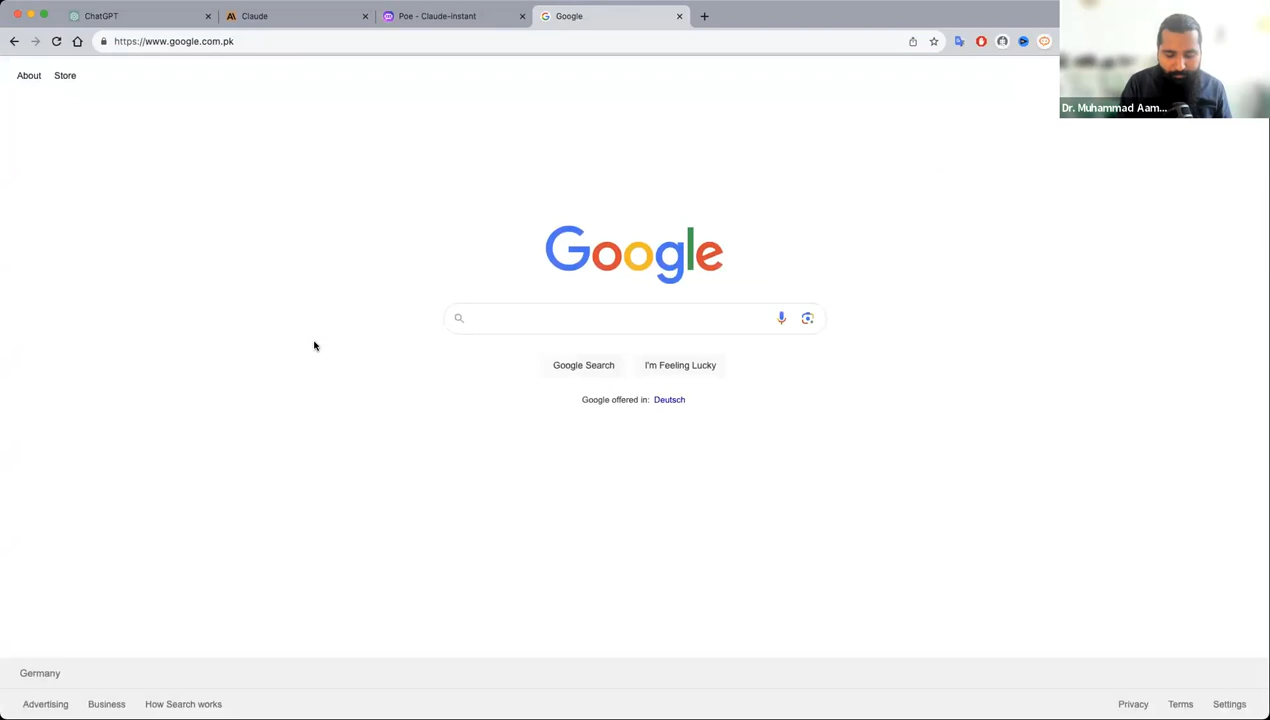 ChatGPT
Claude
Poe - Claude-instant
Google
https://www.google.com.pk
Dr. Muhammad Aam...
About Store
Google
Google Search I'm Feeling Lucky
Google offered in: Deutsch
Germany
Advertising Business How Search works Privacy Terms Settings